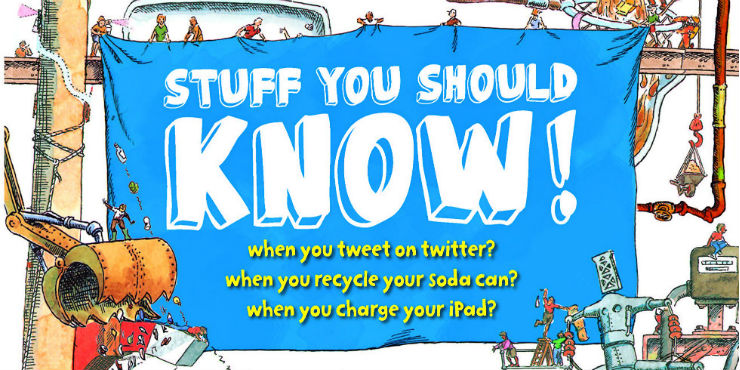 STUFF YOU SHOULD
KNOW!
when you tweet on twitter?
when you recycle your soda can?
when you charge your iPad?